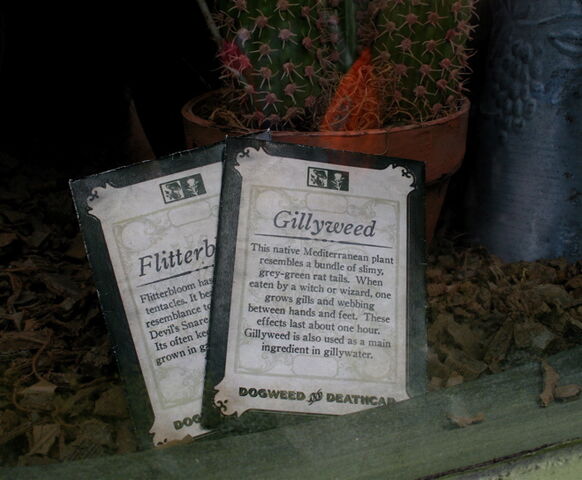 Flitterb
Flitterbloom has
tentacles. It be
resemblance to
Devil's Snare
Its often kee
grown in ga
DOG
Gillyweed
This native Mediterranean plant
resembles a bundle of slimy,
grey-green rat tails. When
eaten by a witch or wizard, one
grows gills and webbing
between hands and feet. These
effects last about one hour.
Gillyweed is also used as a main
ingredient in gillywater.
DOGWEED AND DEATHCAP